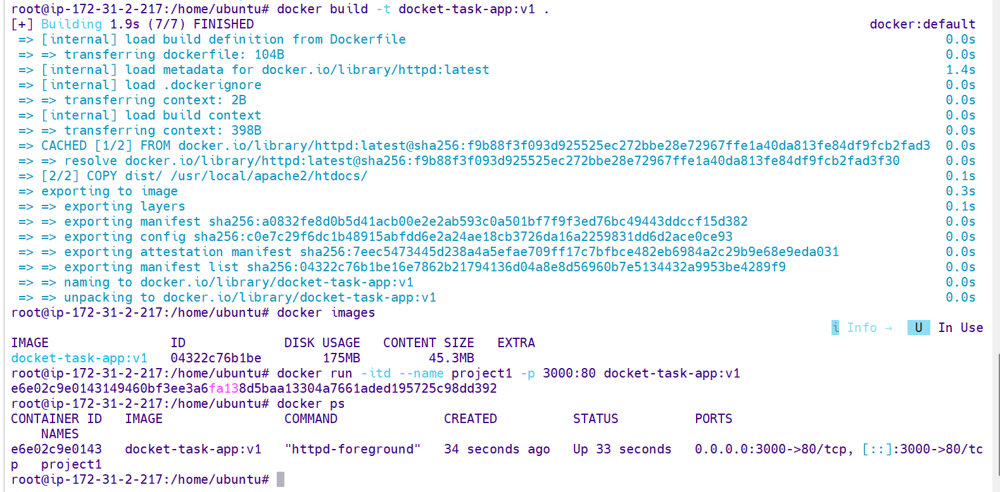 root@ip-172-31-2-217:/home/ubuntu# docker build -t docket-task-app:v1 .
[+] Building 1.9s (7/7) FINISHED docker:default
=> [internal] load build definition from Dockerfile 0.0s
=> => transferring dockerfile: 104B 0.0s
=> [internal] load metadata for docker.io/library/httpd:latest 1.4s
=> [internal] load .dockerignore 0.0s
=> => transferring context: 2B 0.0s
=> [internal] load build context 0.0s
=> => transferring context: 398B 0.0s
=> CACHED [1/2] FROM docker.io/library/httpd:latest@sha256:f9b88f3f093d925525ec272bbe28e72967ffe1a40da813fe84df9fcb2fad3 0.0s
=> => resolve docker.io/library/httpd:latest@sha256:f9b88f3f093d925525ec272bbe28e72967ffe1a40da813fe84df9fcb2fad3f30 0.0s
=> [2/2] COPY dist/ /usr/local/apache2/htdocs/ 0.1s
=> exporting to image 0.3s
=> => exporting layers 0.1s
=> => exporting manifest sha256:a0832fe8d0b5d41acb00e2e2ab593c0a501bf7f9f3ed76bc49443ddccf15d382 0.0s
=> => exporting config sha256:c0e7c29f6dc1b48915abfdd6e2a24ae18cb3726da16a2259831dd6d2ace0ce93 0.0s
=> => exporting attestation manifest sha256:7eec5473445d238a4a5efae709ff17c7bfbce482eb6984a2c29b9e68e9eda031 0.0s
=> => exporting manifest list sha256:04322c76b1be16e7862b21794136d04a8e8d56960b7e5134432a9953be4289f9 0.0s
=> => naming to docker.io/library/docket-task-app:v1 0.0s
=> => unpacking to docker.io/library/docket-task-app:v1 0.0s
root@ip-172-31-2-217:/home/ubuntu# docker images
i Info → U In Use
IMAGE ID DISK USAGE CONTENT SIZE EXTRA
docket-task-app:v1 04322c76b1be 175MB 45.3MB
root@ip-172-31-2-217:/home/ubuntu# docker run -itd --name project1 -p 3000:80 docket-task-app:v1
e6e02c9e0143149460bf3ee3a6fa138d5baa13304a7661aded195725c98dd392
root@ip-172-31-2-217:/home/ubuntu# docker ps
CONTAINER ID IMAGE COMMAND CREATED STATUS PORTS
NAMES
e6e02c9e0143 docket-task-app:v1 "httpd-foreground" 34 seconds ago Up 33 seconds 0.0.0.0:3000->80/tcp, [::]:3000->80/tc
p project1
root@ip-172-31-2-217:/home/ubuntu#